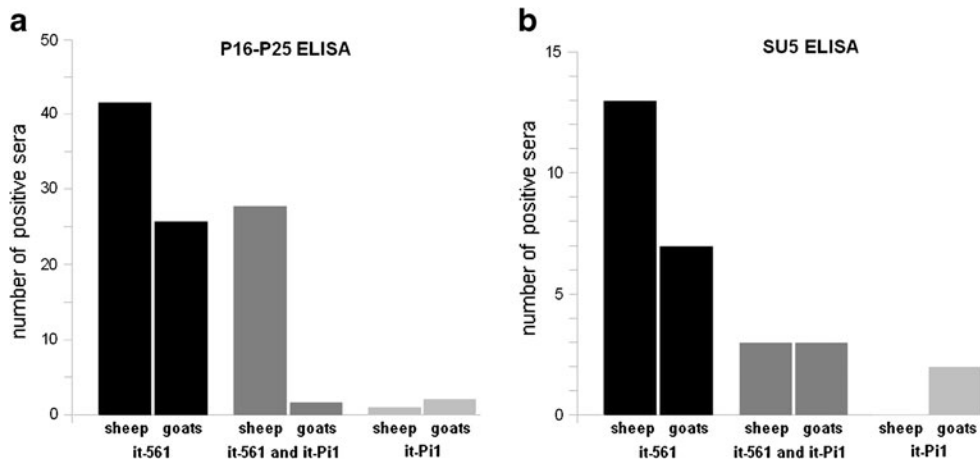 a
P16-P25 ELISA
number of positive sera
50
40
30
20
10
0
sheep goats sheep goats sheep goats
it-561 it-561 and it-Pi1 it-Pi1
b
SU5 ELISA
number of positive sera
15
10
5
0
sheep goats sheep goats sheep goats
it-561 it-561 and it-Pi1 it-Pi1